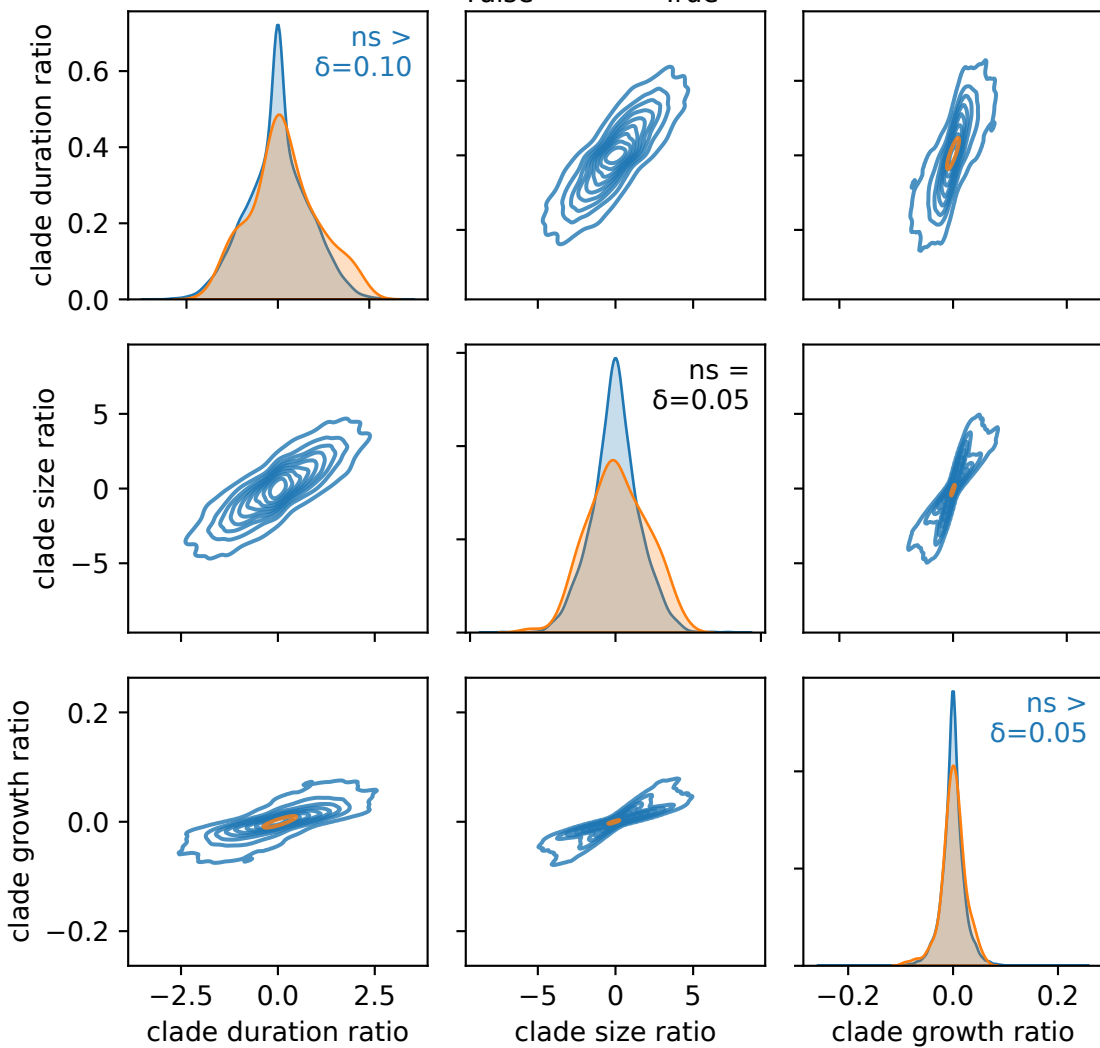 ns >
δ=0.10
clade duration ratio
0.6
0.4
0.2
0.0
ns =
δ=0.05
clade size ratio
5
0
−5
ns >
δ=0.05
clade growth ratio
0.2
0.0
−0.2
−2.5 0.0 2.5
−5 0 5
−0.2 0.0 0.2
clade duration ratio
clade size ratio
clade growth ratio